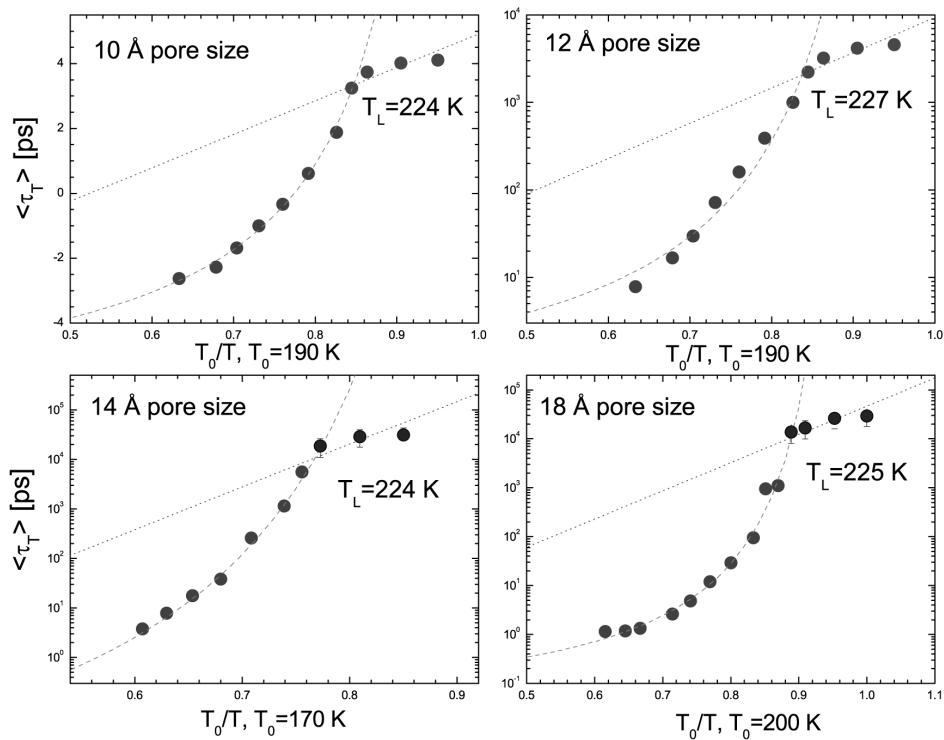 10 Å pore size
T_L=224 K
<τ_T> [ps]
4
2
0
-2
-4
0.5 0.6 0.7 0.8 0.9 1.0
T_0/T, T_0=190 K
12 Å pore size
T_L=227 K
10^4
10^3
10^2
10^1
0.5 0.6 0.7 0.8 0.9 1.0
T_0/T, T_0=190 K
14 Å pore size
T_L=224 K
<τ_T> [ps]
10^5
10^4
10^3
10^2
10^1
10^0
0.6 0.7 0.8 0.9
T_0/T, T_0=170 K
18 Å pore size
T_L=225 K
10^5
10^4
10^3
10^2
10^1
10^0
10^-1
0.5 0.6 0.7 0.8 0.9 1.0 1.1
T_0/T, T_0=200 K